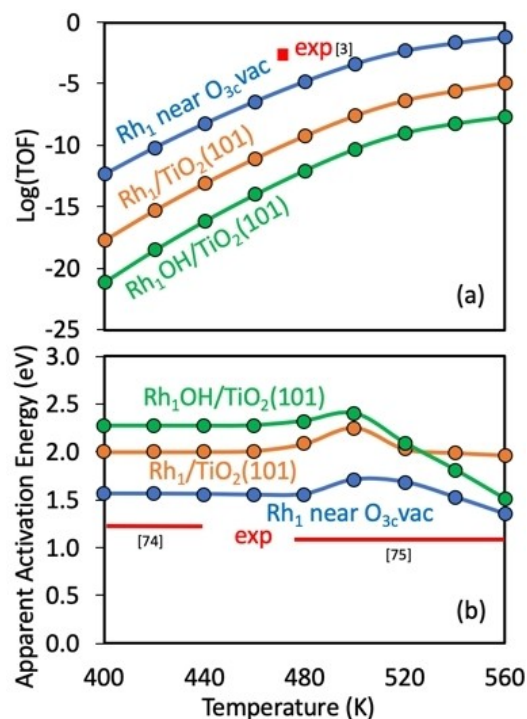 0
-5
-10
-15
-20
-25
Log(TOF)
exp[3]
Rh₁ near O₃cvac
Rh₁/TiO₂(101)
Rh₁OH/TiO₂(101)
(a)
3.0
2.5
2.0
1.5
1.0
0.5
0.0
Apparent Activation Energy (eV)
Rh₁OH/TiO₂(101)
Rh₁/TiO₂(101)
Rh₁ near O₃cvac
[74]
exp
[75]
(b)
400 440 480 520 560
Temperature (K)